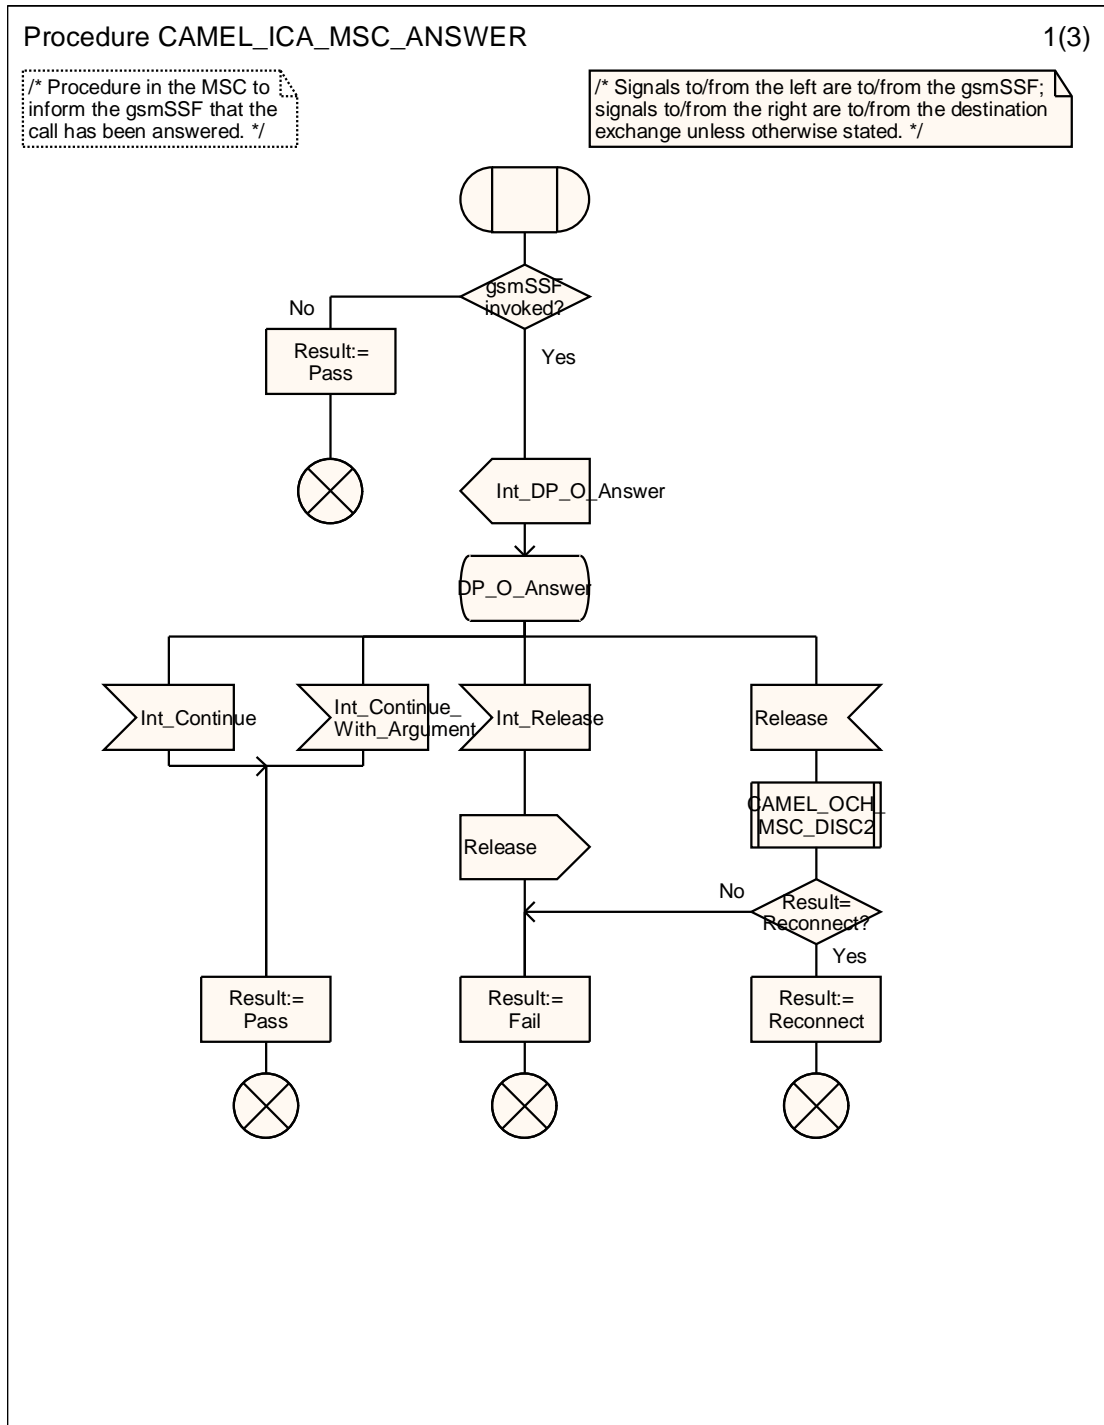 Procedure CAMEL_ICA_MSC_ANSWER
1(3)
/* Procedure in the MSC to
inform the gsmSSF that the
call has been answered. */
/* Signals to/from the left are to/from the gsmSSF;
signals to/from the right are to/from the destination
exchange unless otherwise stated. */
gsmSSF
invoked?
No
Yes
Result:=
Pass
Int_DP_O_Answer
DP_O_Answer
Int_Continue
Int_Continue_
With_Argument
Int_Release
Release
CAMEL_OCH_
MSC_DISC2
Release
No
Result=
Reconnect?
Yes
Result:=
Pass
Result:=
Fail
Result:=
Reconnect